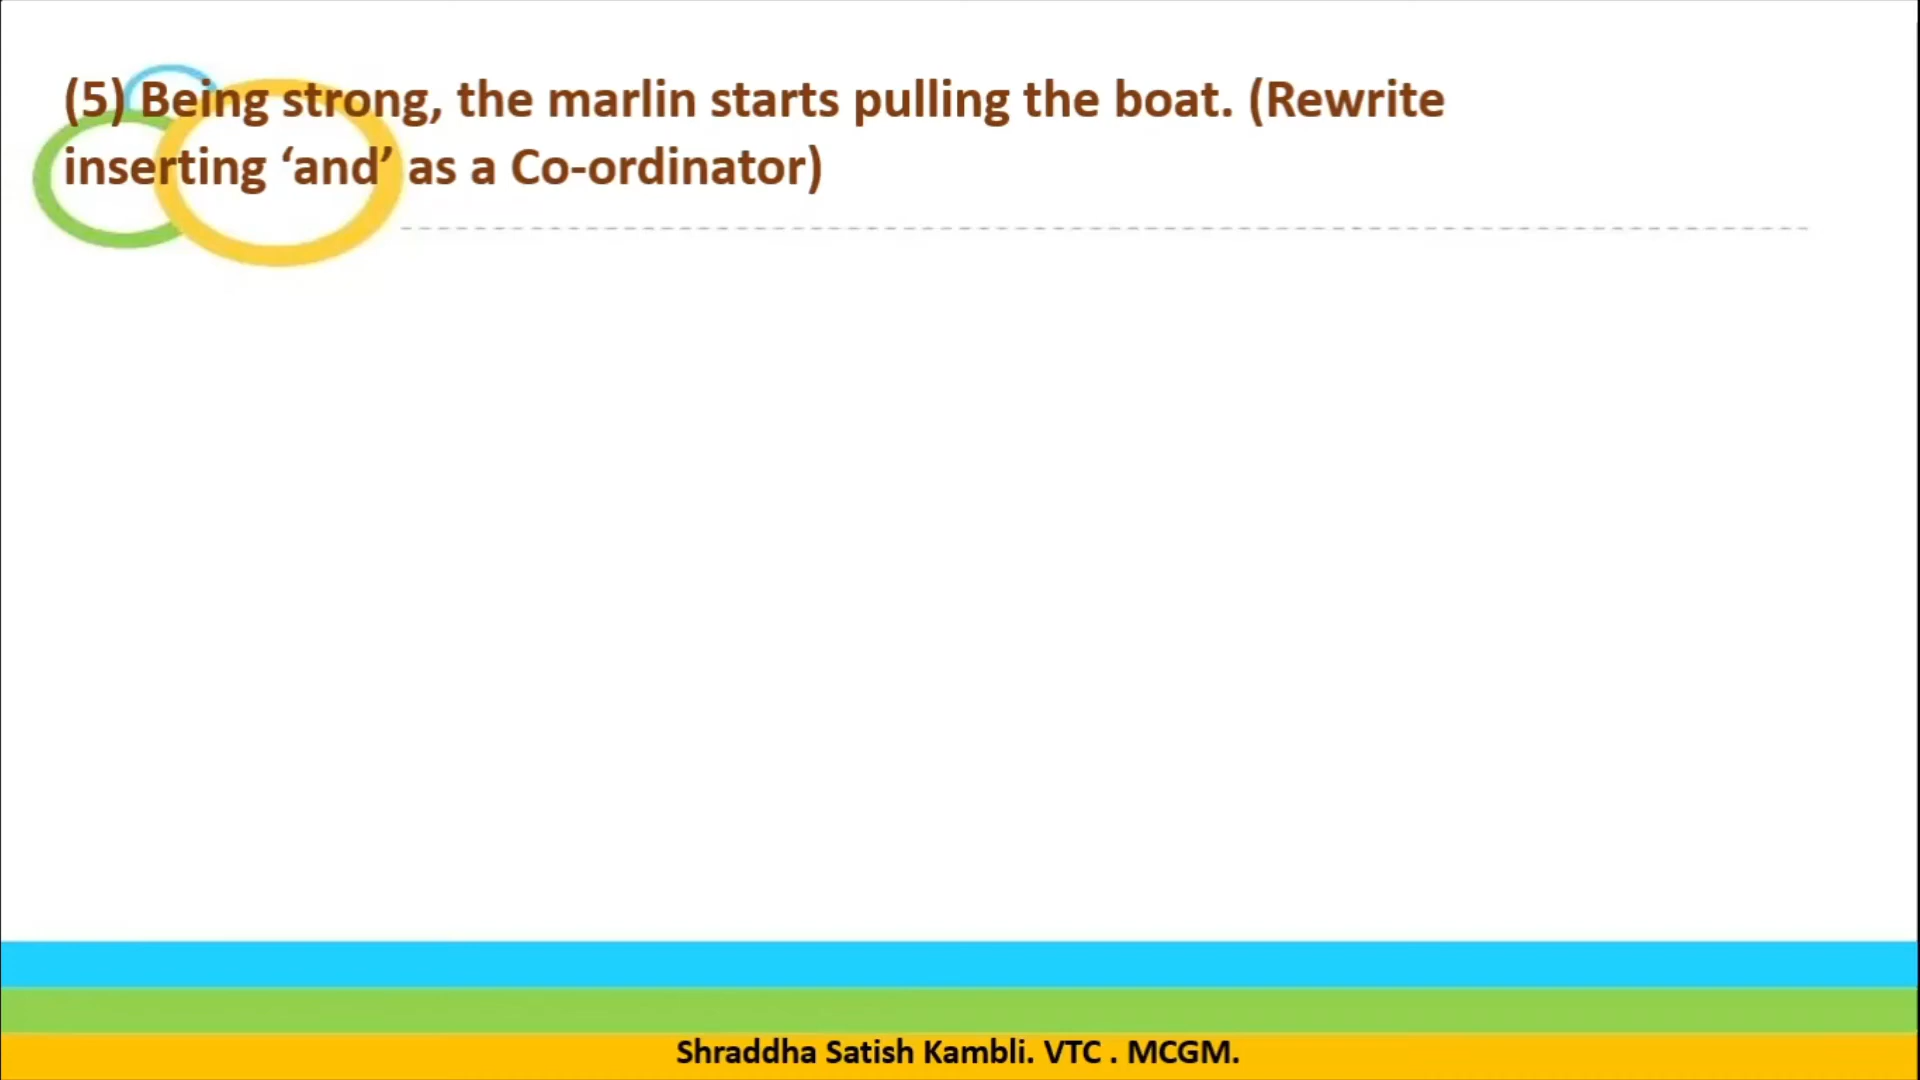 (5) Being strong, the marlin starts pulling the boat. (Rewrite
inserting ‘and’ as a Co-ordinator)
Shraddha Satish Kambli. VTC . MCGM.